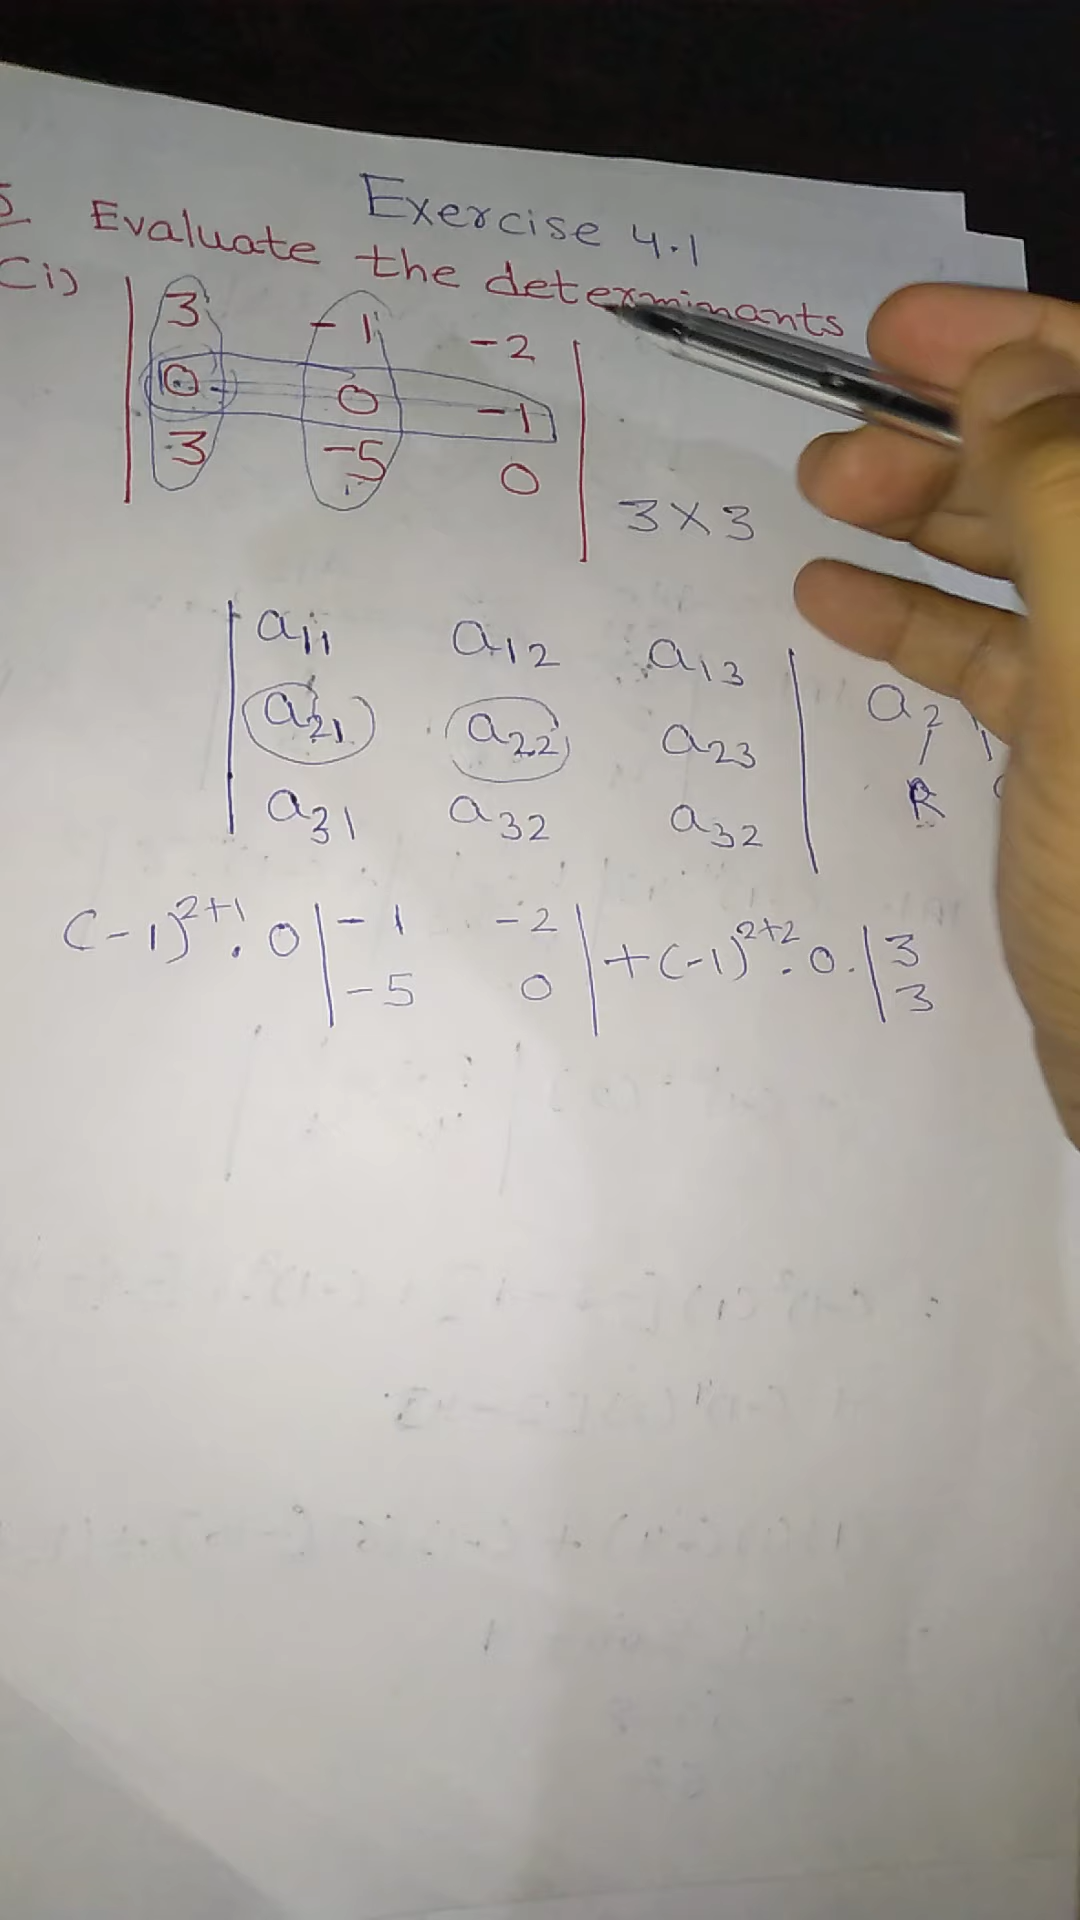 Exercise 4.1
5 Evaluate the determinants
(i) | 3 -1 -2 |
| 0 0 -1 |
| 3 -5 0 | 3×3
| a11 a12 a13 |
| a21 a22 a23 | a2
| a31 a32 a32 | R
(-1)^2+1 . 0 | -1 -2 | + (-1)^2+2 . 0 . | 3
| -5 0 | | 3